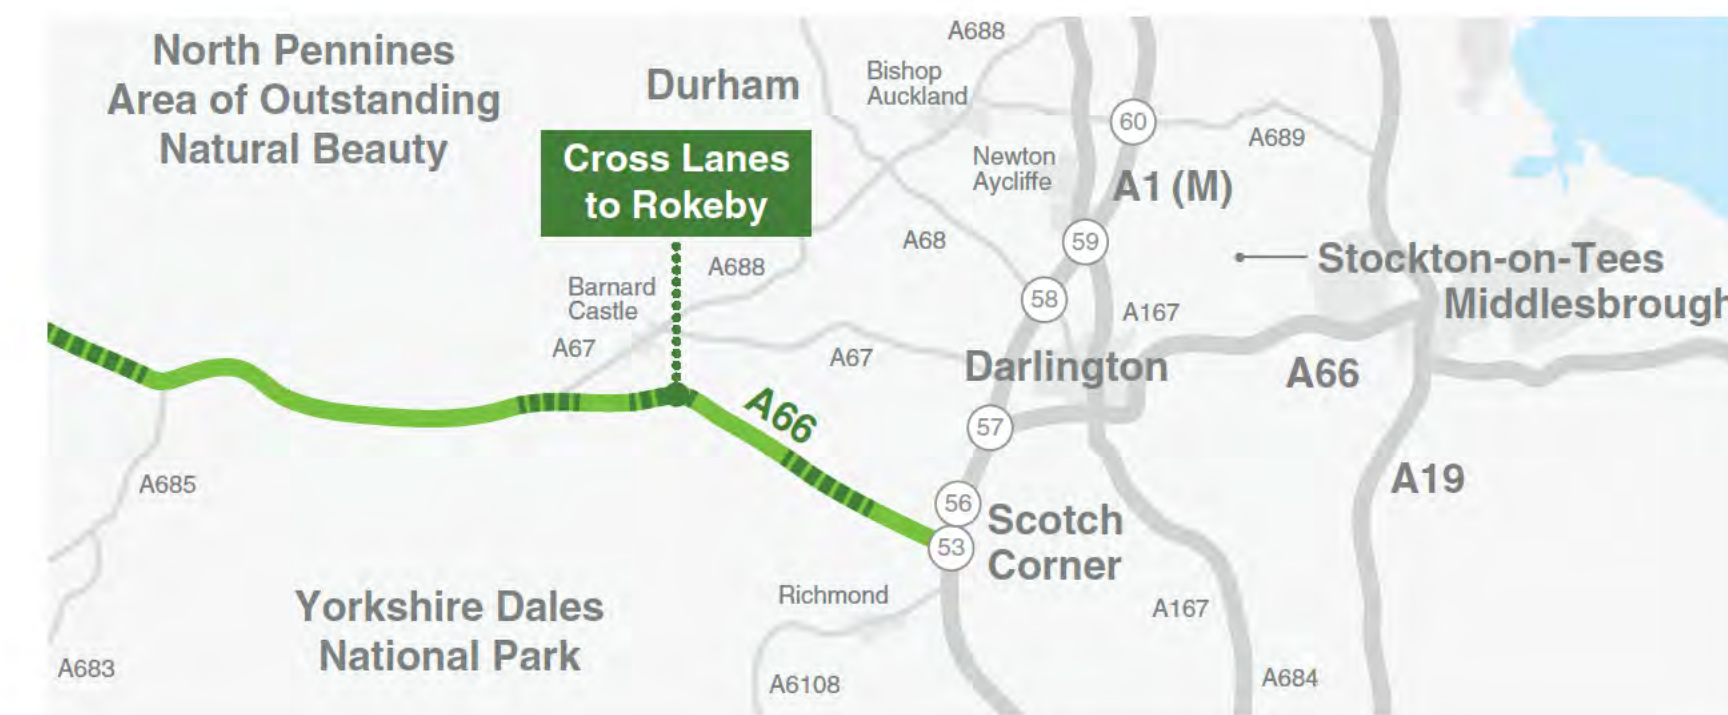 North Pennines
Area of Outstanding
Natural Beauty
Durham
A688
Bishop
Auckland
60
A689
Cross Lanes
to Rokeby
Newton
Aycliffe
A1 (M)
A68
59
Stockton-on-Tees
Middlesbrough
A688
Barnard
Castle
58
A167
A67
A67
Darlington
A66
A66
57
A685
A19
56
Scotch
Corner
53
Richmond
A167
Yorkshire Dales
National Park
A683
A6108
A684